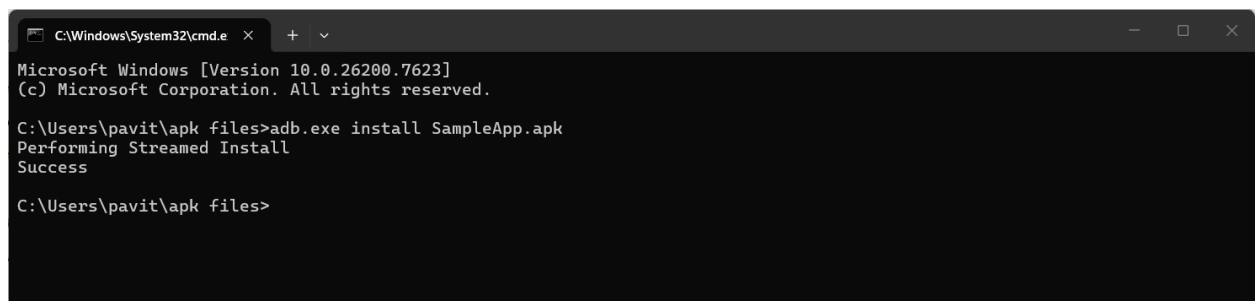 C:\Windows\System32\cmd.e
Microsoft Windows [Version 10.0.26200.7623]
(c) Microsoft Corporation. All rights reserved.
C:\Users\pavit\apk files>adb.exe install SampleApp.apk
Performing Streamed Install
Success
C:\Users\pavit\apk files>